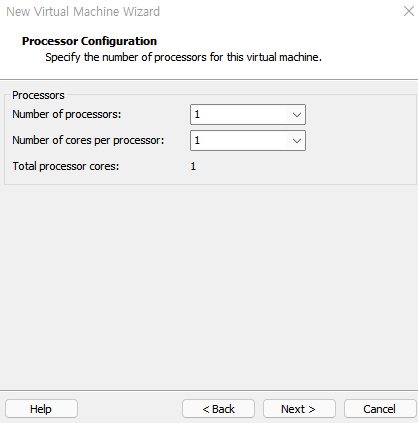 New Virtual Machine Wizard
Processor Configuration
Specify the number of processors for this virtual machine.
Processors
Number of processors: 1
Number of cores per processor: 1
Total processor cores: 1
Help < Back Next > Cancel